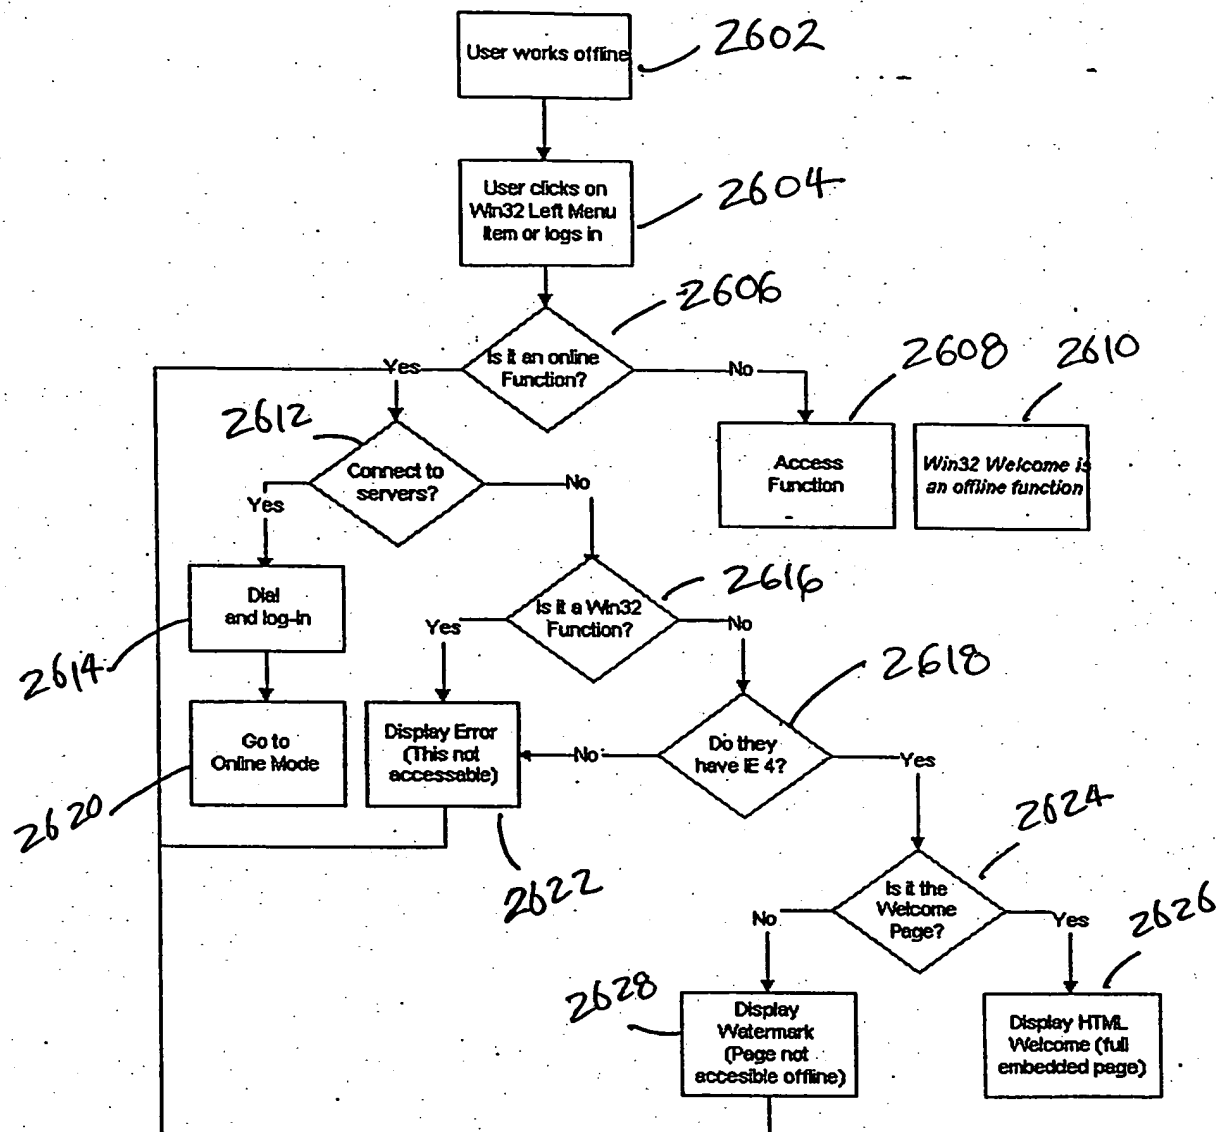 User works offline
2602
User clicks on
Win32 Left Menu
Item or logs in
2604
2606
Is it an online
Function?
Yes
No
2608
2610
2612
Connect to
servers?
Access
Function
Win32 Welcome is
an offline function
Yes
No
2616
Dial
and log-in
Is it a Win32
Function?
Yes
No
2614
2618
Go to
Online Mode
Display Error
(This not
accessable)
No
Do they
have IE 4?
Yes
2620
2622
2624
Is it the
Welcome
Page?
No
Yes
2626
2628
Display
Watermark
(Page not
accesible offline)
Display HTML
Welcome (full
embedded page)